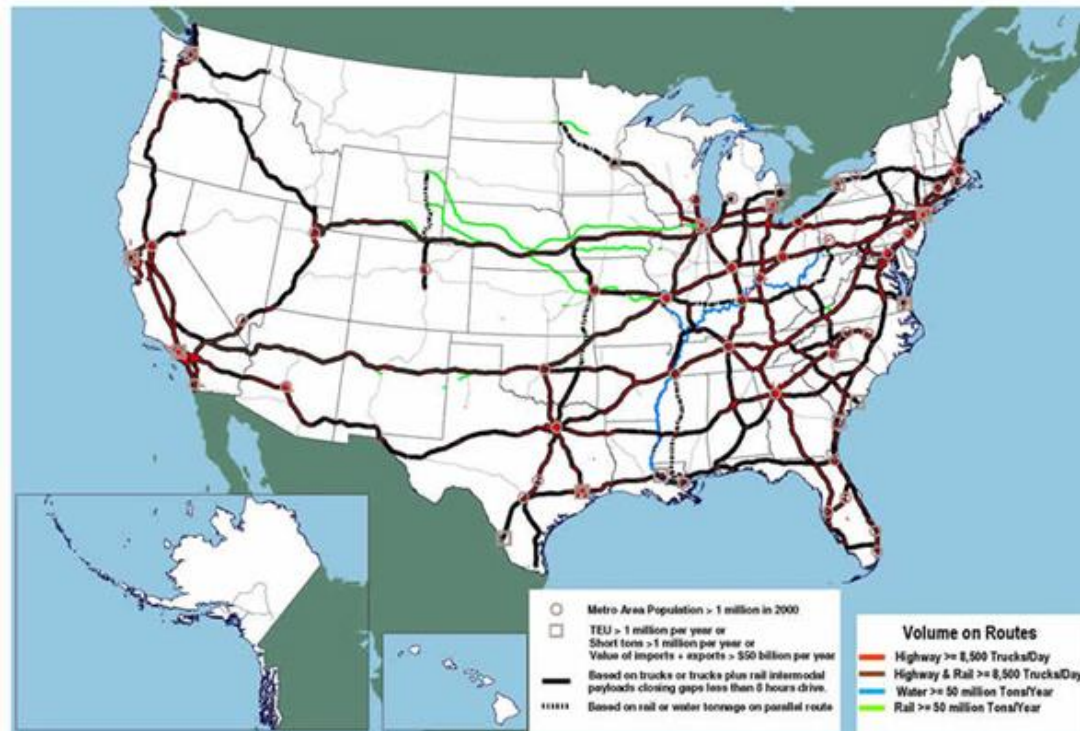 Metro Area Population > 1 million in 2000
TEU > 1 million per year or
Short tons >1 million per year or
Value of imports + exports > $50 billion per year
Based on trucks or trucks plus rail intermodal
payloads closing gaps less than 8 hours drive.
Based on rail or water tonnage on parallel route
Volume on Routes
Highway >= 8,500 Trucks/Day
Highway & Rail >= 8,500 Trucks/Day
Water >= 50 million Tons/Year
Rail >= 50 million Tons/Year